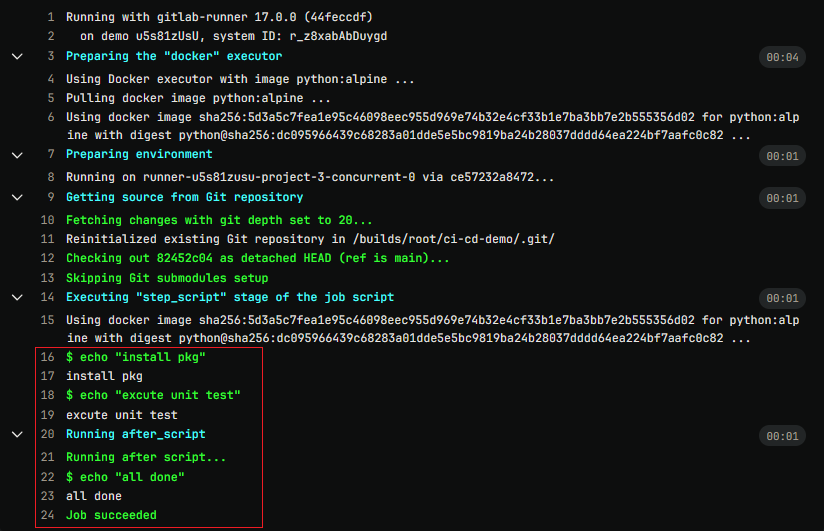 1 Running with gitlab-runner 17.0.0 (44feccdf)
2 on demo u5s81zUsU, system ID: r_z8xabAbDuygd
3 Preparing the "docker" executor 00:04
4 Using Docker executor with image python:alpine ...
5 Pulling docker image python:alpine ...
6 Using docker image sha256:5d3a5c7fea1e95c46098eec955d969e74b32e4cf33b1e7ba3bb7e2b555356d02 for python:alp
ine with digest python@sha256:dc095966439c68283a01dde5e5bc9819ba24b28037dddd64ea224bf7aafc0c82 ...
7 Preparing environment 00:01
8 Running on runner-u5s81zusu-project-3-concurrent-0 via ce57232a8472...
9 Getting source from Git repository 00:01
10 Fetching changes with git depth set to 20...
11 Reinitialized existing Git repository in /builds/root/ci-cd-demo/.git/
12 Checking out 82452c04 as detached HEAD (ref is main)...
13 Skipping Git submodules setup
14 Executing "step_script" stage of the job script 00:01
15 Using docker image sha256:5d3a5c7fea1e95c46098eec955d969e74b32e4cf33b1e7ba3bb7e2b555356d02 for python:alp
ine with digest python@sha256:dc095966439c68283a01dde5e5bc9819ba24b28037dddd64ea224bf7aafc0c82 ...
16 $ echo "install pkg"
17 install pkg
18 $ echo "excute unit test"
19 excute unit test
20 Running after_script 00:01
21 Running after script...
22 $ echo "all done"
23 all done
24 Job succeeded